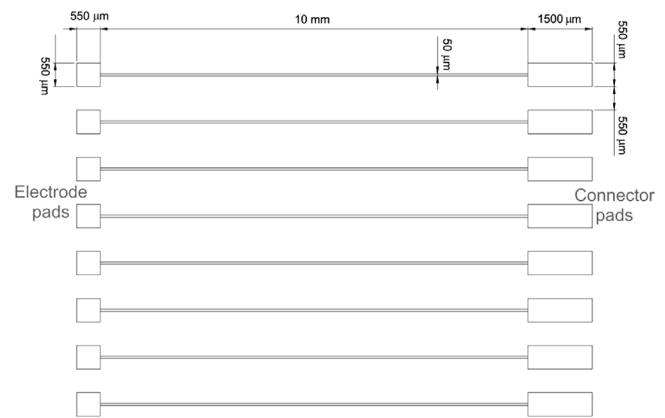 550 µm
10 mm
1500 µm
550 µm
50 µm
550 µm
550 µm
Electrode
pads
Connector
pads